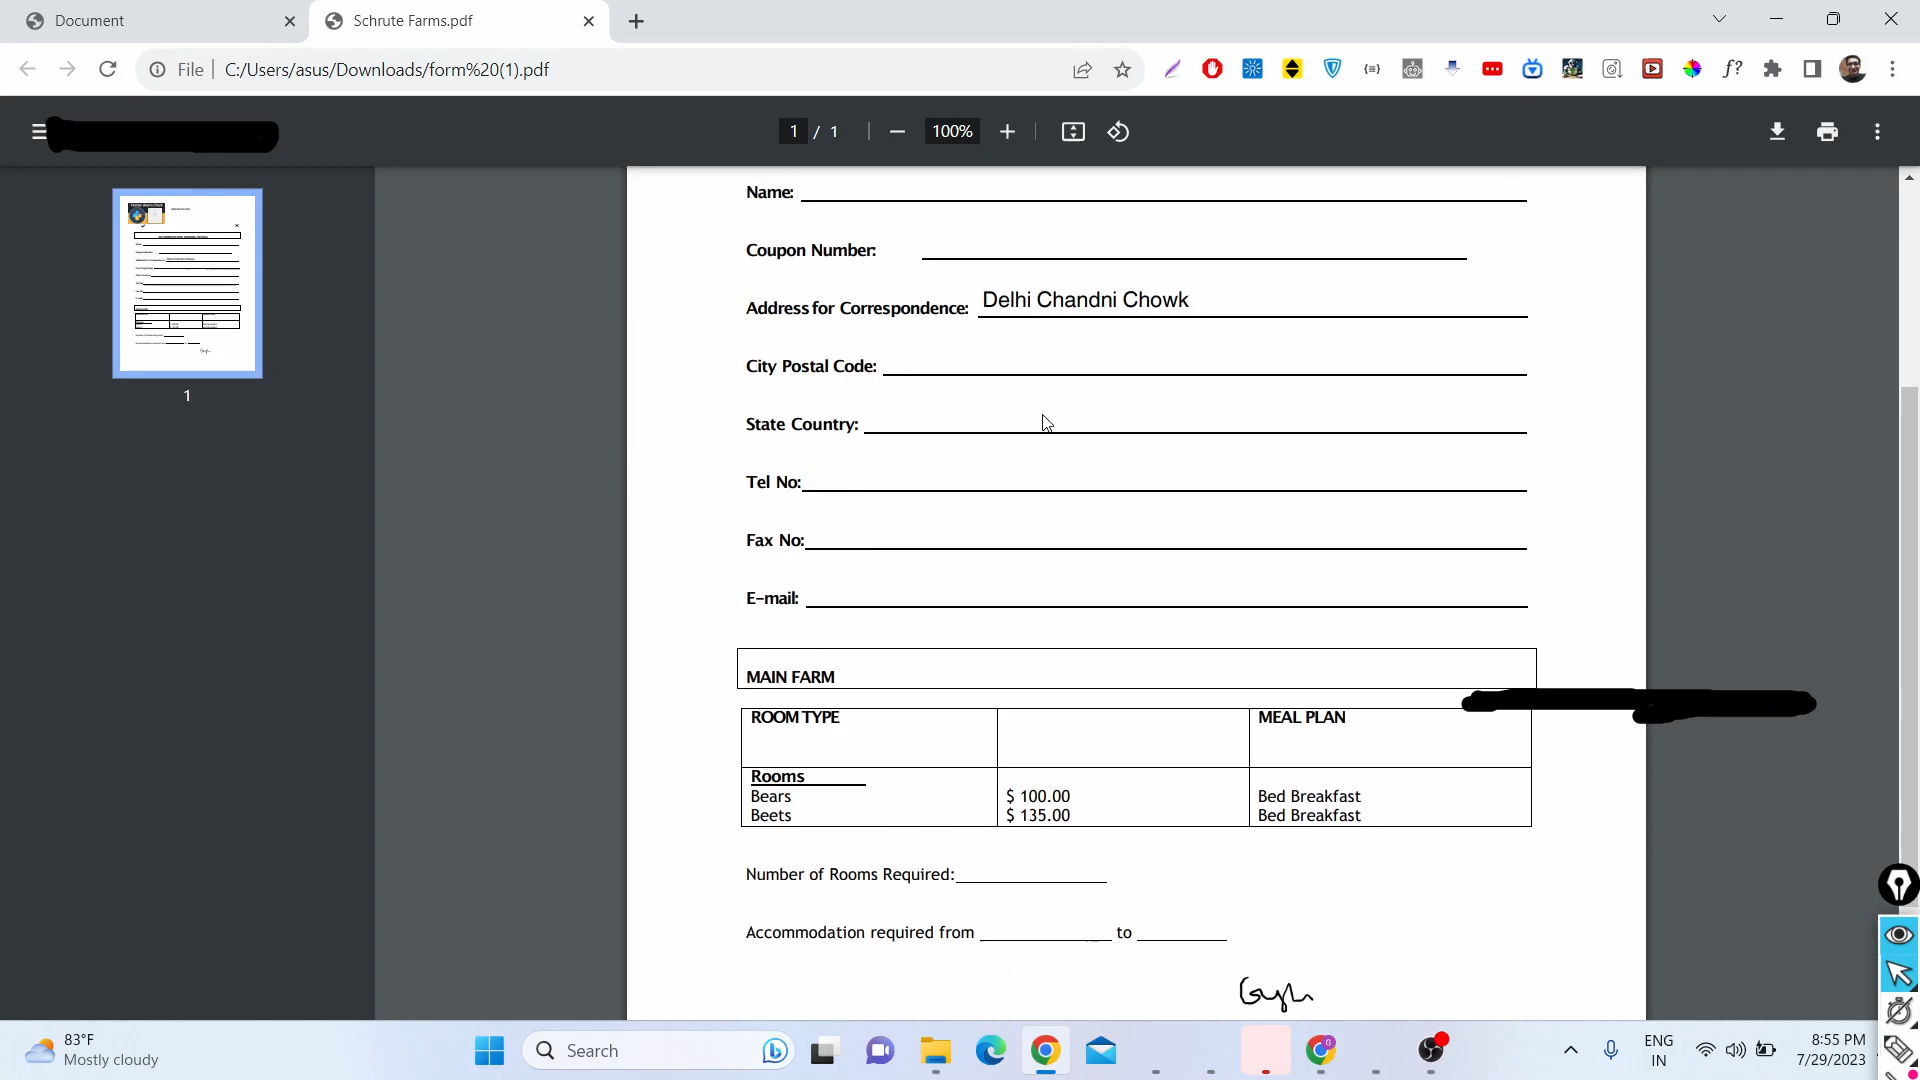 Document
Schrute Farms.pdf
File
C:/Users/asus/Downloads/form%20(1).pdf
1 / 1
100%
1
Name:
Coupon Number:
Address for Correspondence: Delhi Chandni Chowk
City Postal Code:
State Country:
Tel No:
Fax No:
E-mail:
MAIN FARM
ROOM TYPE MEAL PLAN
Rooms
Bears $ 100.00 Bed Breakfast
Beets $ 135.00 Bed Breakfast
Number of Rooms Required:
Accommodation required from to
83°F
Mostly cloudy
Search
ENG
IN
8:55 PM
7/29/2023